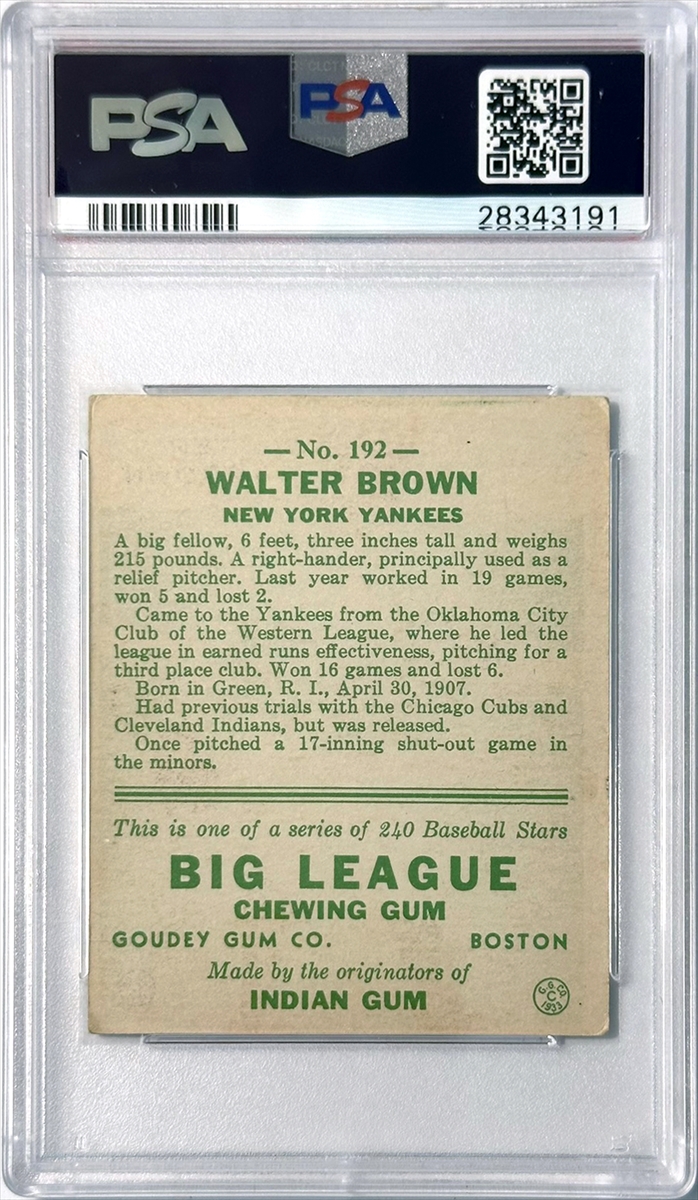 PSA
PSA
28343191
— No. 192 —
WALTER BROWN
NEW YORK YANKEES
A big fellow, 6 feet, three inches tall and weighs
215 pounds. A right-hander, principally used as a
relief pitcher. Last year worked in 19 games,
won 5 and lost 2.
Came to the Yankees from the Oklahoma City
Club of the Western League, where he led the
league in earned runs effectiveness, pitching for a
third place club. Won 16 games and lost 6.
Born in Green, R. I., April 30, 1907.
Had previous trials with the Chicago Cubs and
Cleveland Indians, but was released.
Once pitched a 17-inning shut-out game in
the minors.
This is one of a series of 240 Baseball Stars
BIG LEAGUE
CHEWING GUM
GOUDEY GUM CO. BOSTON
Made by the originators of
INDIAN GUM
G. G. CO.
C
1933